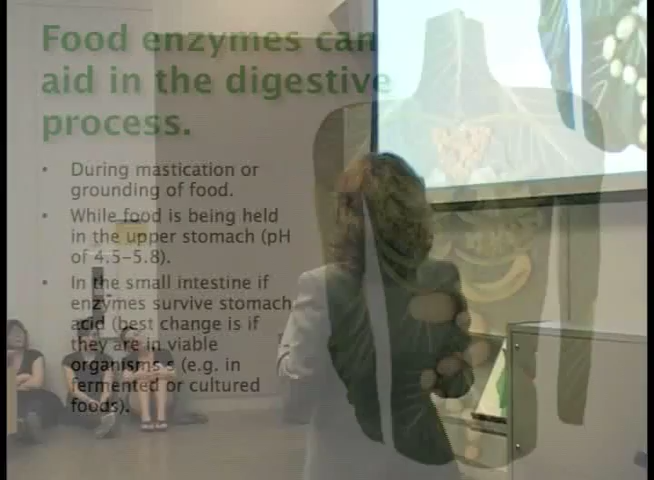 Food enzymes can
aid in the digestive
process.
• During mastication or
grounding of food.
• While food is being held
in the upper stomach (pH
of 4.5-5.8).
• In the small intestine if
enzymes survive stomach
acid (best change is if
they are in viable
organisms s (e.g. in
fermented or cultured
foods).